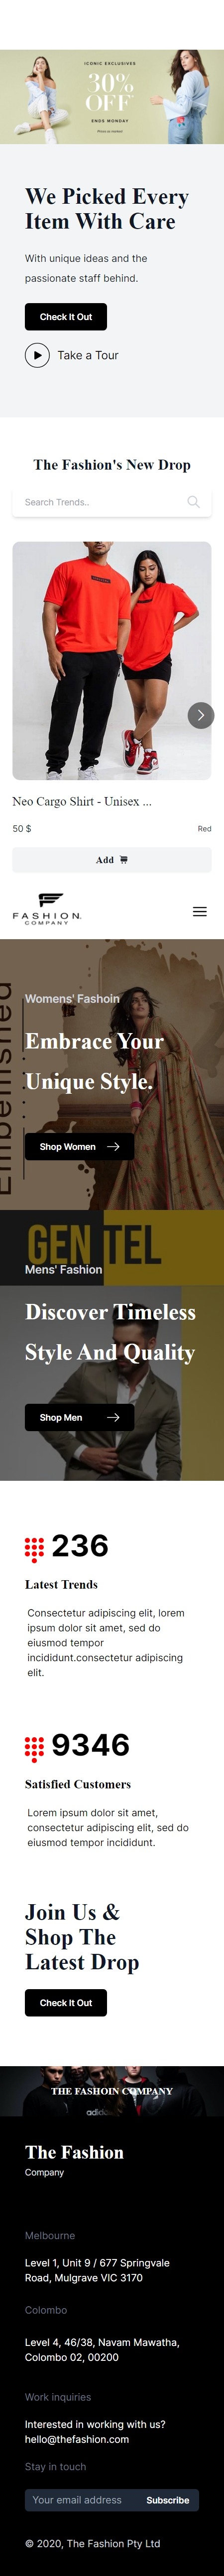 ICONIC EXCLUSIVES
30%
OFF
ENDS MONDAY
We Picked Every
Item With Care
With unique ideas and the
passionate staff behind.
Check It Out
Take a Tour
The Fashion's New Drop
Search Trends..
Neo Cargo Shirt - Unisex ...
50 $
Red
Add
FASHION.
COMPANY
Embellished
Womens' Fashoin
Embrace Your
Unique Style.
Shop Women
GENTEL
Mens' Fashion
Discover Timeless
Style And Quality
Shop Men
236
Latest Trends
Consectetur adipiscing elit, lorem
ipsum dolor sit amet, sed do
eiusmod tempor
incididunt.consectetur adipiscing
elit.
9346
Satisfied Customers
Lorem ipsum dolor sit amet,
consectetur adipiscing elit, sed do
eiusmod tempor incididunt.
Join Us &
Shop The
Latest Drop
Check It Out
THE FASHOIN COMPANY
adidas
The Fashion
Company
Melbourne
Level 1, Unit 9 / 677 Springvale
Road, Mulgrave VIC 3170
Colombo
Level 4, 46/38, Navam Mawatha,
Colombo 02, 00200
Work inquiries
Interested in working with us?
hello@thefashion.com
Stay in touch
Your email address
Subscribe
© 2020, The Fashion Pty Ltd